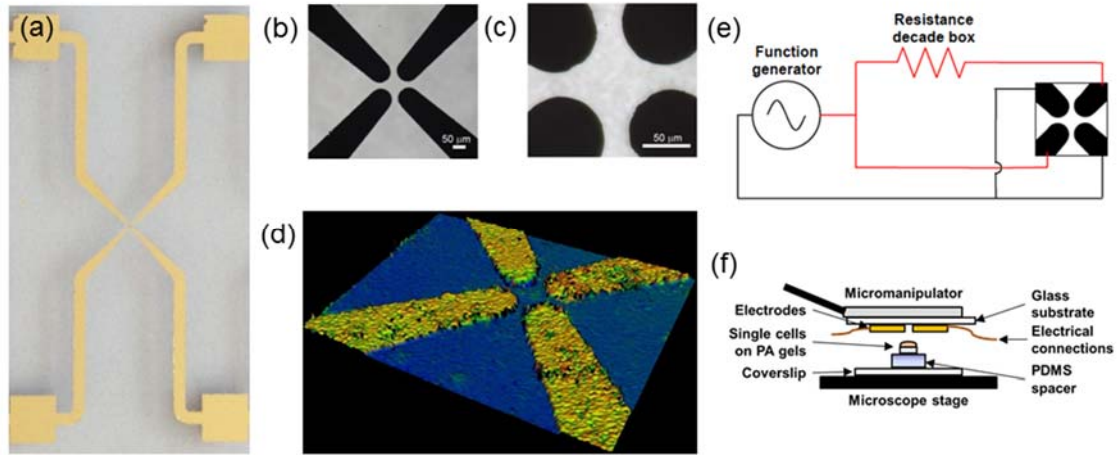 (a)
(b)
50 μm
(c)
50 μm
(d)
(e)
Resistance
decade box
Function
generator
(f)
Micromanipulator
Electrodes
Glass
substrate
Single cells
on PA gels
Electrical
connections
Coverslip
PDMS
spacer
Microscope stage